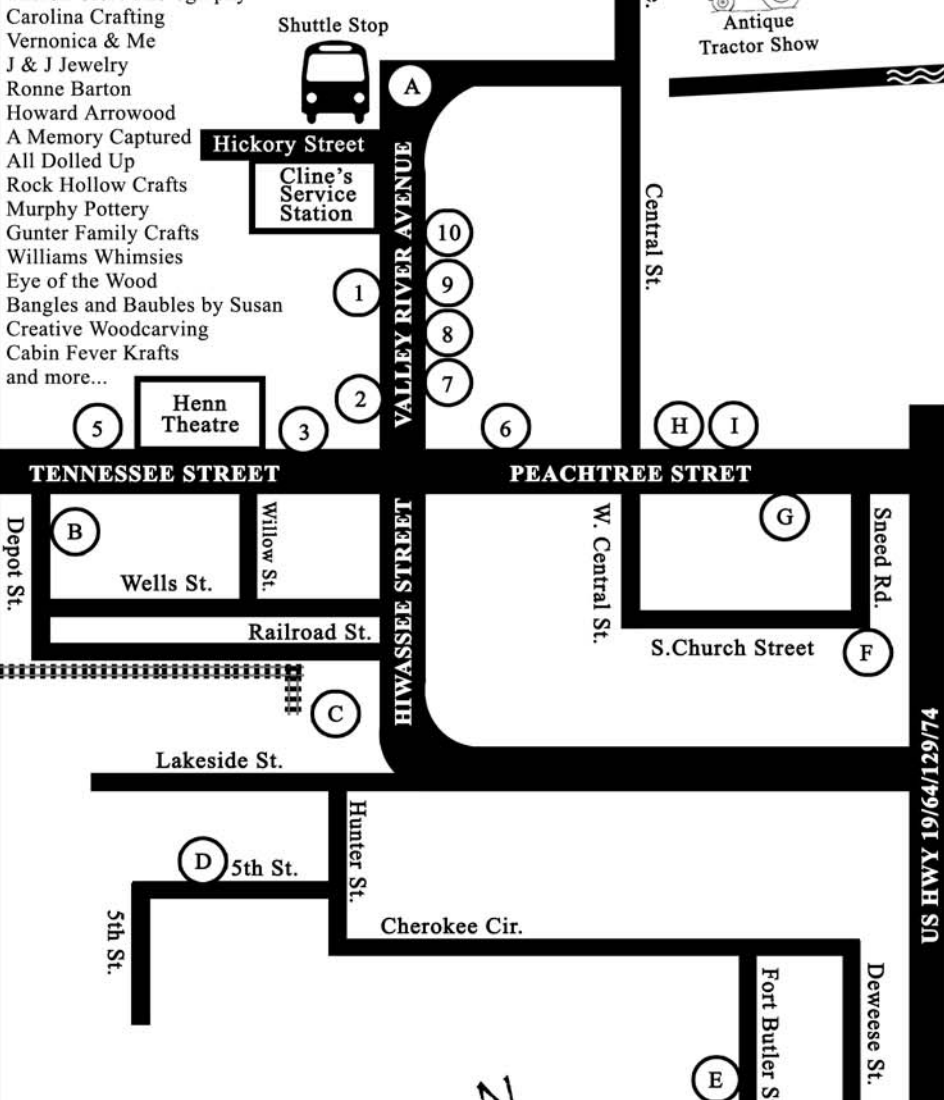 Carolina Crafting
Vernonica & Me
J & J Jewelry
Ronne Barton
Howard Arrowood
A Memory Captured
All Dolled Up
Rock Hollow Crafts
Murphy Pottery
Gunter Family Crafts
Williams Whimsies
Eye of the Wood
Bangles and Baubles by Susan
Creative Woodcarving
Cabin Fever Krafts
and more...
Shuttle Stop
Antique
Tractor Show
A
Hickory Street
Cline's
Service
Station
VALLEY RIVER AVENUE
Central St.
10
9
8
7
1
2
Henn
Theatre
5
3
6
H
I
TENNESSEE STREET
PEACHTREE STRET
B
Depot St.
Willow St.
Wells St.
Railroad St.
HIWASSEE STREET
W. Central St.
G
Sneed Rd.
S.Church Street
F
C
Lakeside St.
US HWY 19/64/129/74
Hunter St.
D
5th St.
5th St.
Cherokee Cir.
Fort Butler S
Deweese St.
E